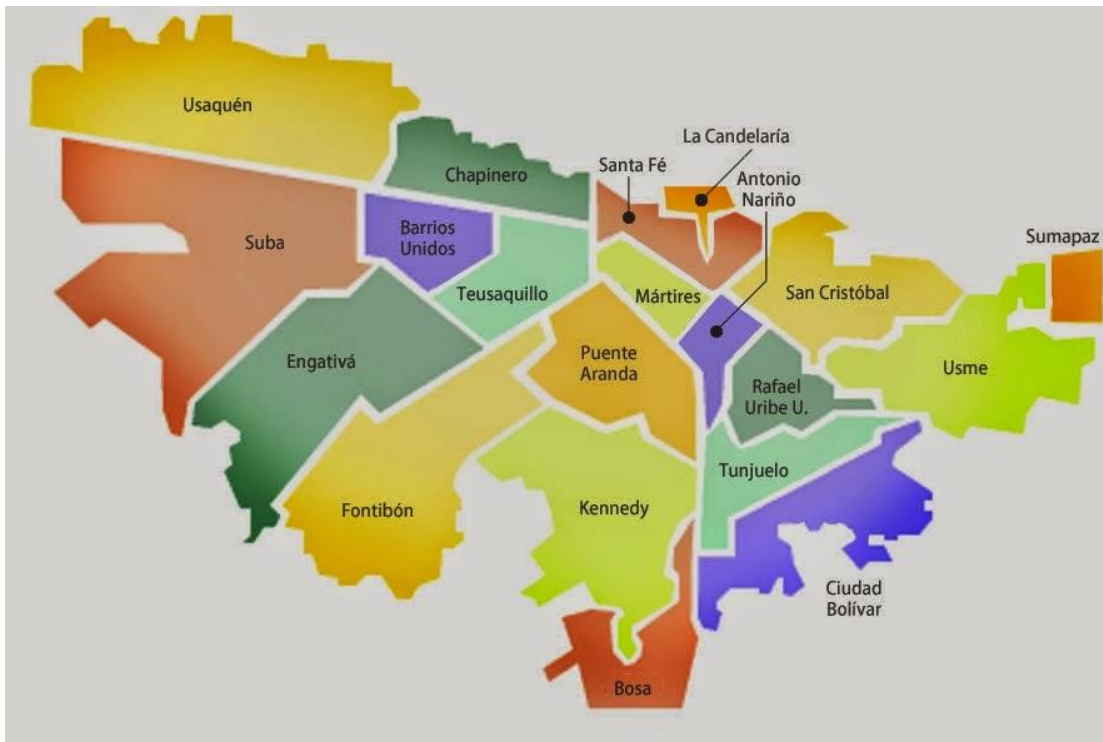 Usaquén
La Candelaría
Santa Fé
Antonio
Nariño
Chapinero
Barrios
Unidos
Suba
Sumapaz
Teusaquillo
Mártires
San Cristóbal
Engativá
Puente
Aranda
Usme
Rafael
Uribe U.
Tunjuelo
Fontibón
Kennedy
Ciudad
Bolívar
Bosa